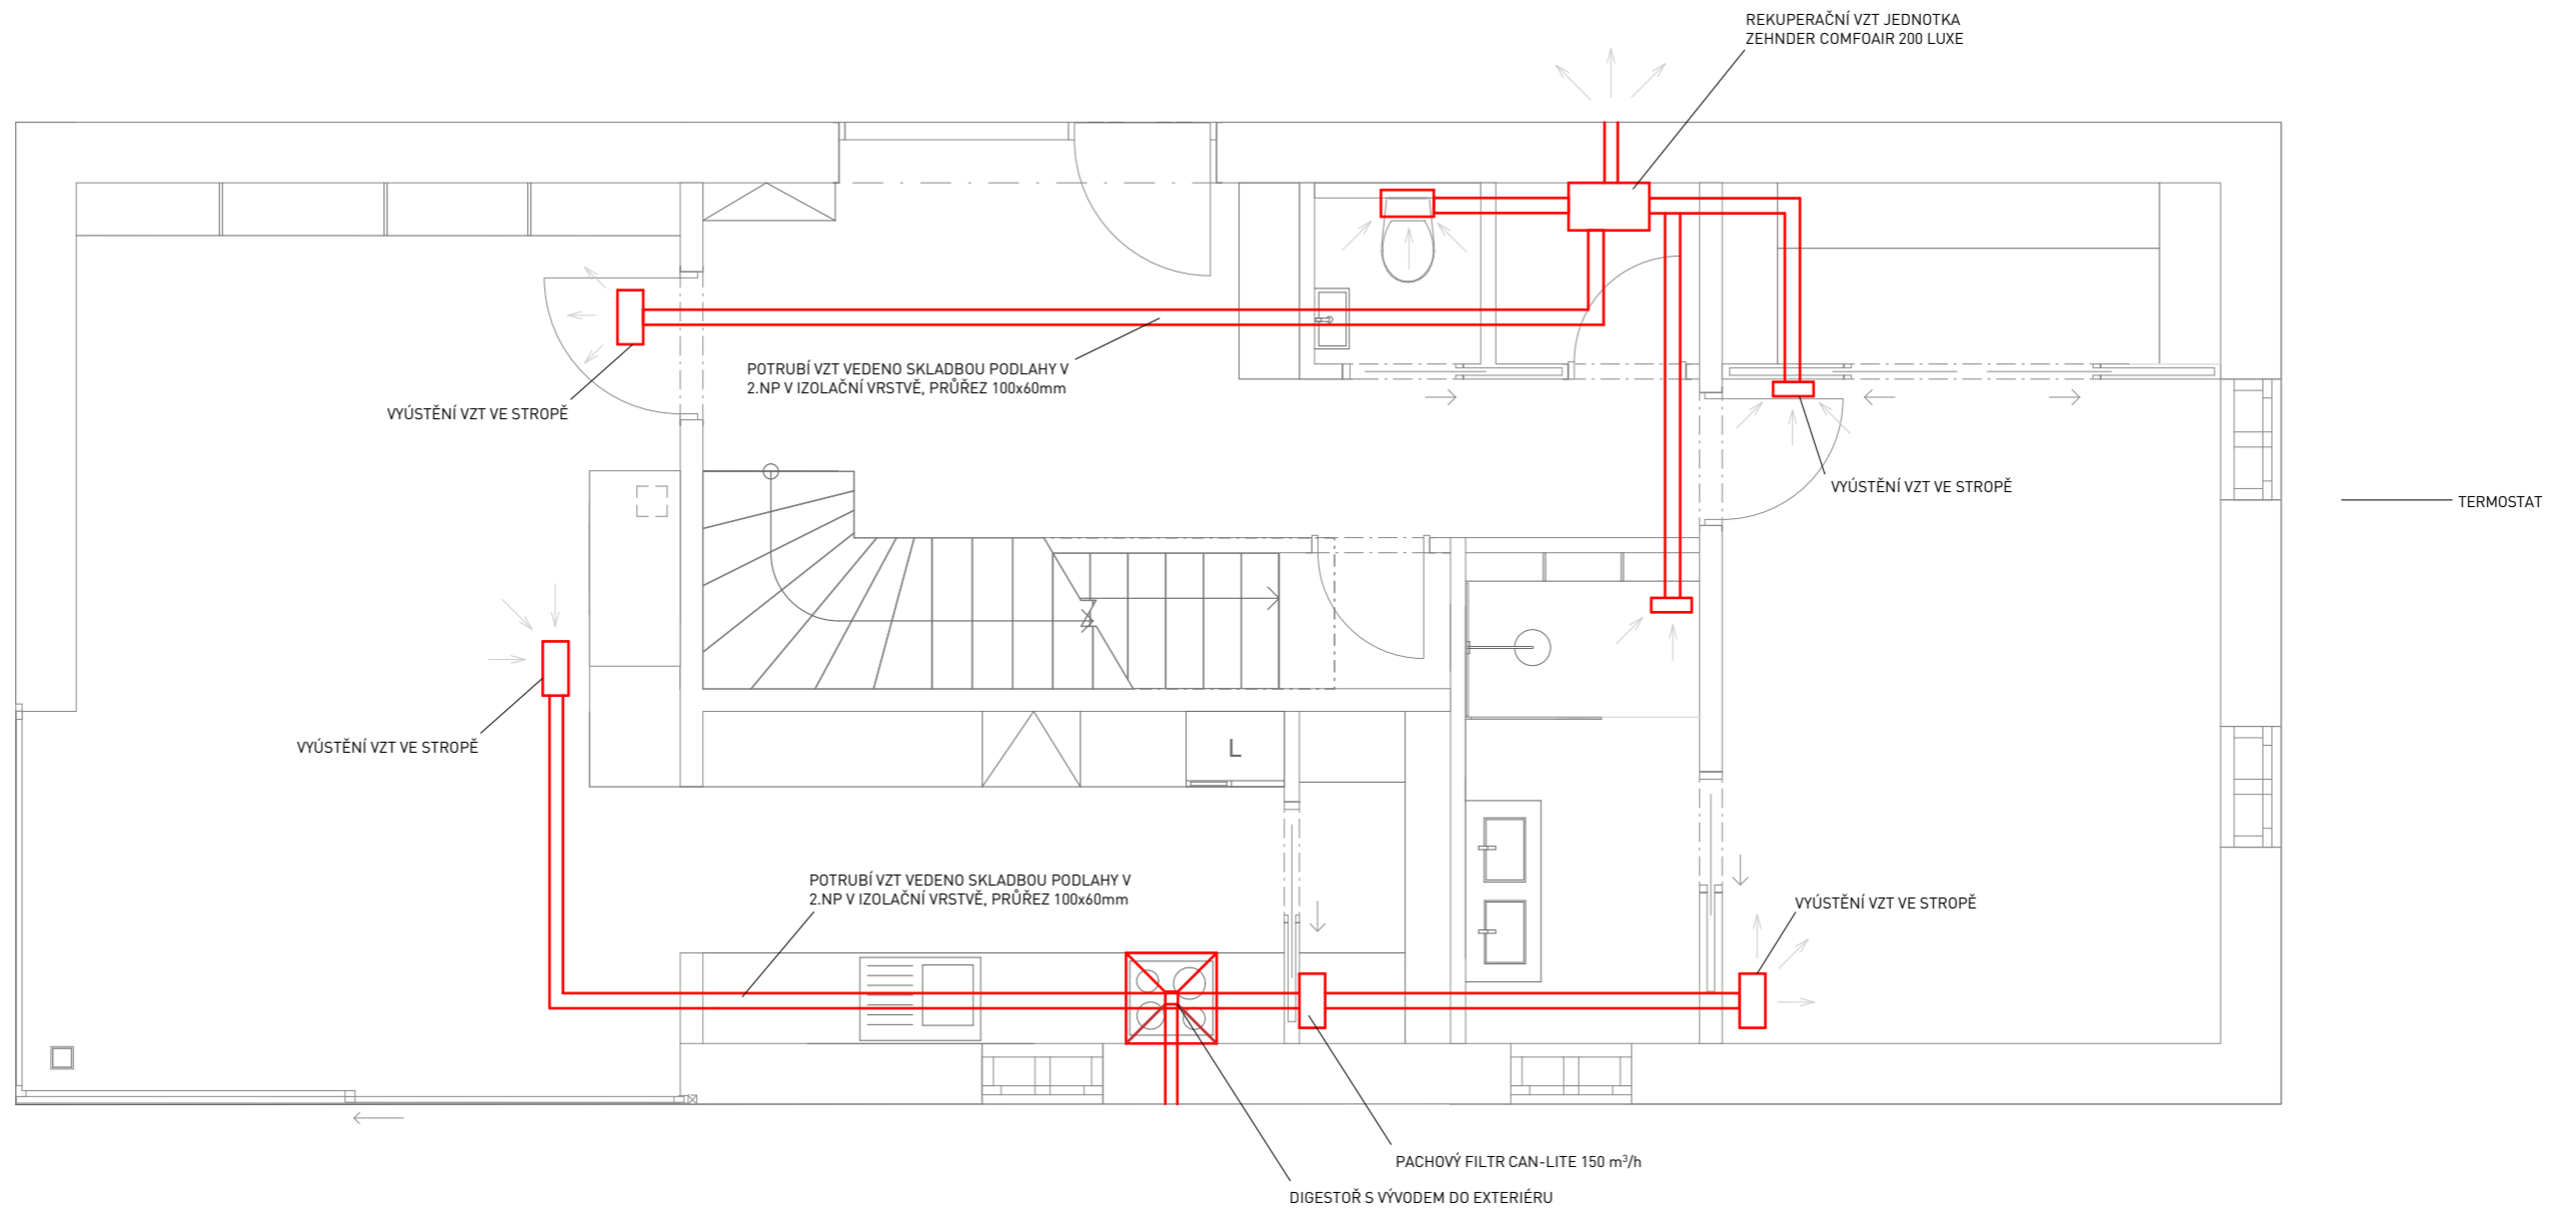 REKUPERAČNÍ VZT JEDNOTKA
ZEHNDER COMFOAIR 200 LUXE
POTRUBÍ VZT VEDENO SKLADBOU PODLAHY V
2.NP V IZOLAČNÍ VRSTVĚ, PRŮŘEZ 100x60mm
VYÚSTĚNÍ VZT VE STROPĚ
VYÚSTĚNÍ VZT VE STROPĚ
TERMOSTAT
VYÚSTĚNÍ VZT VE STROPĚ
L
POTRUBÍ VZT VEDENO SKLADBOU PODLAHY V
2.NP V IZOLAČNÍ VRSTVĚ, PRŮŘEZ 100x60mm
VYÚSTĚNÍ VZT VE STROPĚ
PACHOVÝ FILTR CAN-LITE 150 m³/h
DIGESTOŘ S VÝVODEM DO EXTERIÉRU